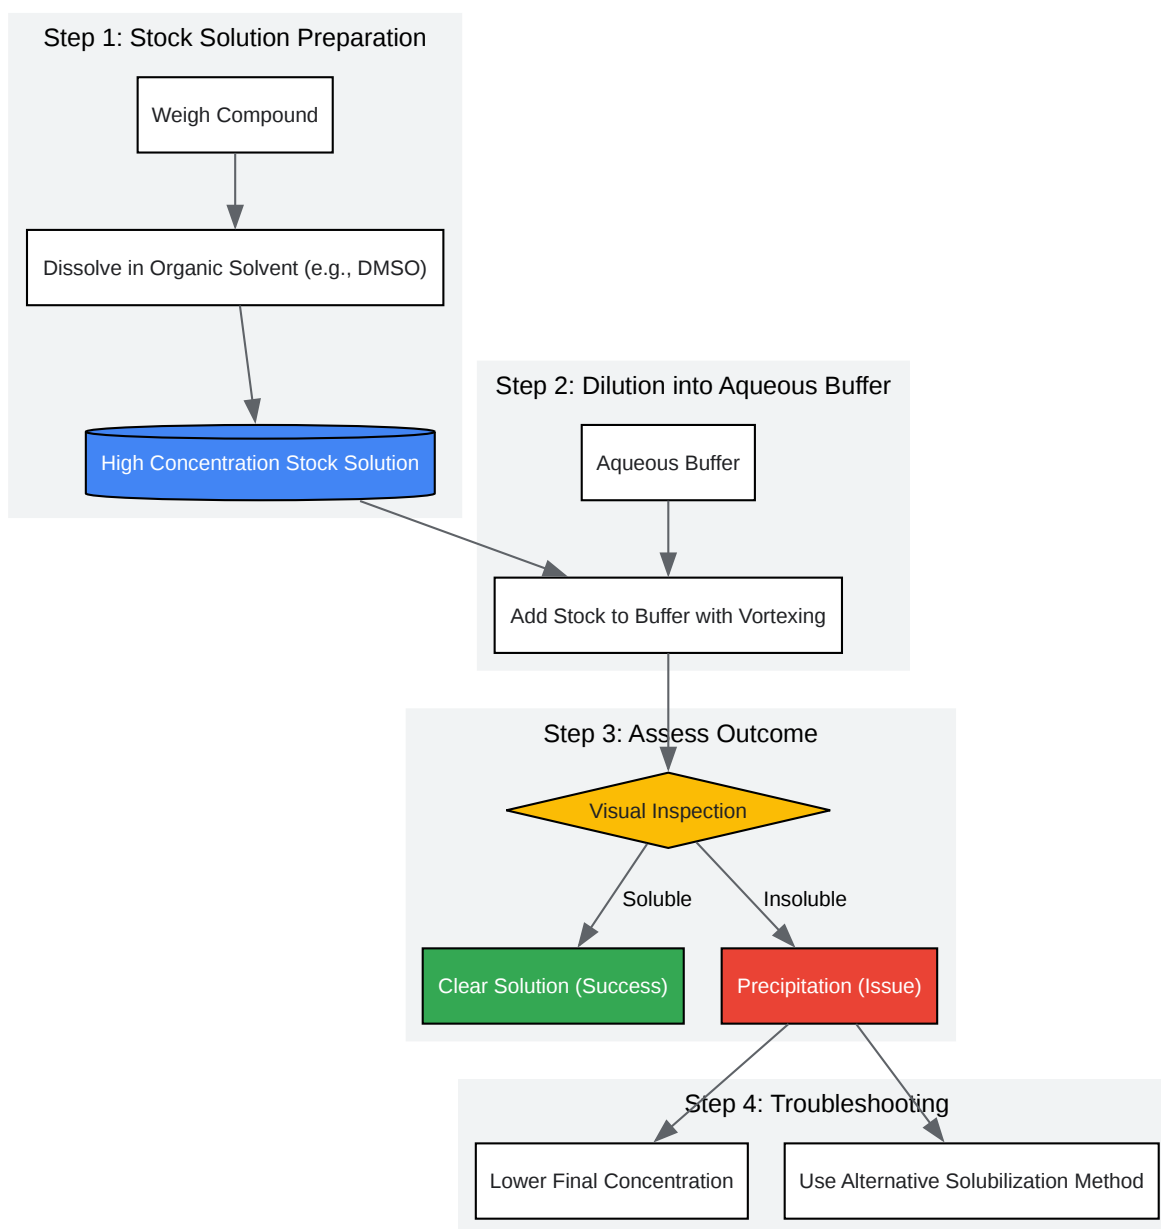 Step 1: Stock Solution Preparation
Weigh Compound
Dissolve in Organic Solvent (e.g., DMSO)
High Concentration Stock Solution
Step 2: Dilution into Aqueous Buffer
Aqueous Buffer
Add Stock to Buffer with Vortexing
Step 3: Assess Outcome
Visual Inspection
Soluble
Insoluble
Clear Solution (Success)
Precipitation (Issue)
Step 4: Troubleshooting
Lower Final Concentration
Use Alternative Solubilization Method